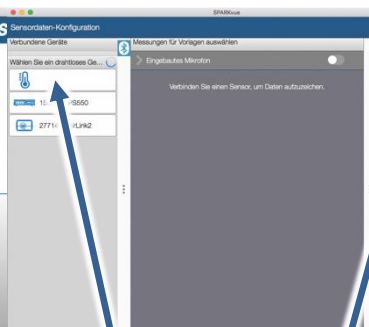 SPARKvue
Sensordaten-Konfiguration
Verbundene Geräte
Messungen für Vorlagen auswählen
Wählen Sie ein drahtloses Ge...
Eingebautes Mikrofon
Verbinden Sie einen Sensor, um Daten aufzuzeichen.